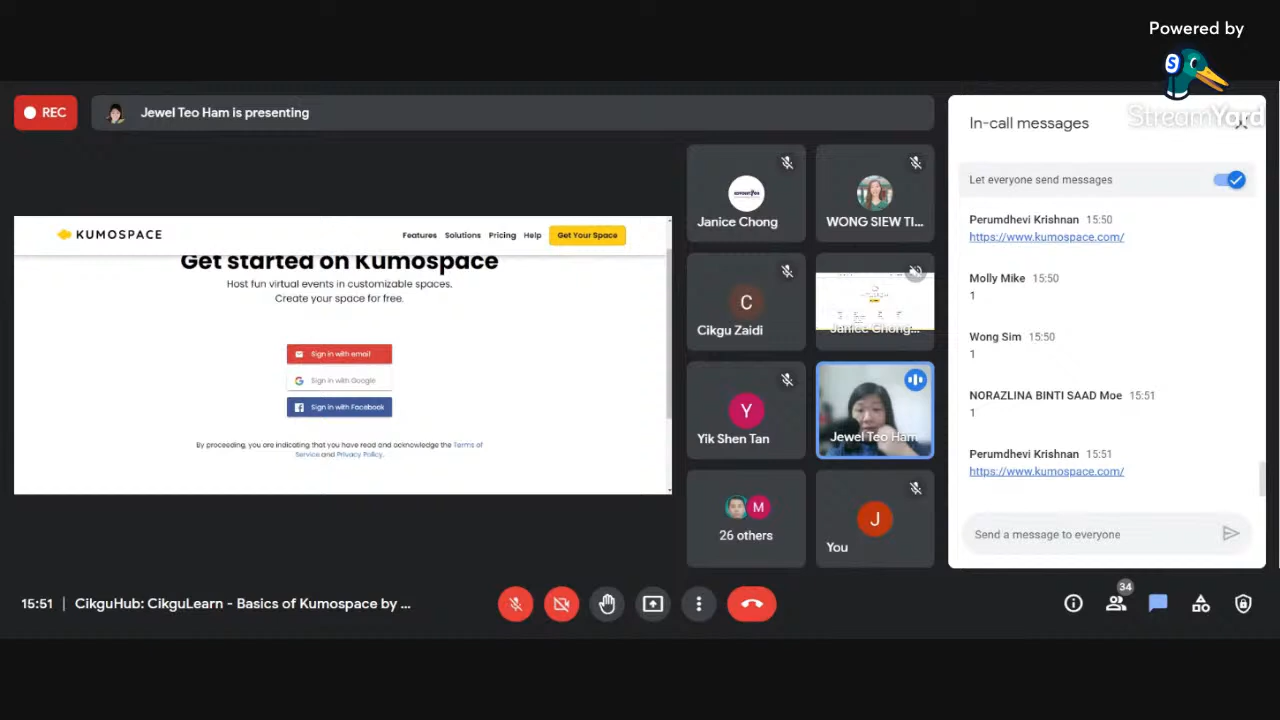 Powered by
S
StreamYard
REC
Jewel Teo Ham is presenting
KUMOSPACE
Features Solutions Pricing Help Get Your Space
Get started on Kumospace
Host fun virtual events in customizable spaces.
Create your space for free.
Sign in with email
Sign in with Google
Sign in with Facebook
By proceeding, you are indicating that you have read and acknowledge the Terms of
Service and Privacy Policy.
Janice Chong
WONG SIEW TI...
C
Cikgu Zaidi
Janice Chong...
Y
Yik Shen Tan
Jewel Teo Ham
M
26 others
J
You
In-call messages
Let everyone send messages
Perumdhevi Krishnan 15:50
https://www.kumospace.com/
Molly Mike 15:50
1
Wong Sim 15:50
1
NORAZLINA BINTI SAAD Moe 15:51
1
Perumdhevi Krishnan 15:51
https://www.kumospace.com/
Send a message to everyone
15:51 | CikguHub: CikguLearn - Basics of Kumospace by ...
34